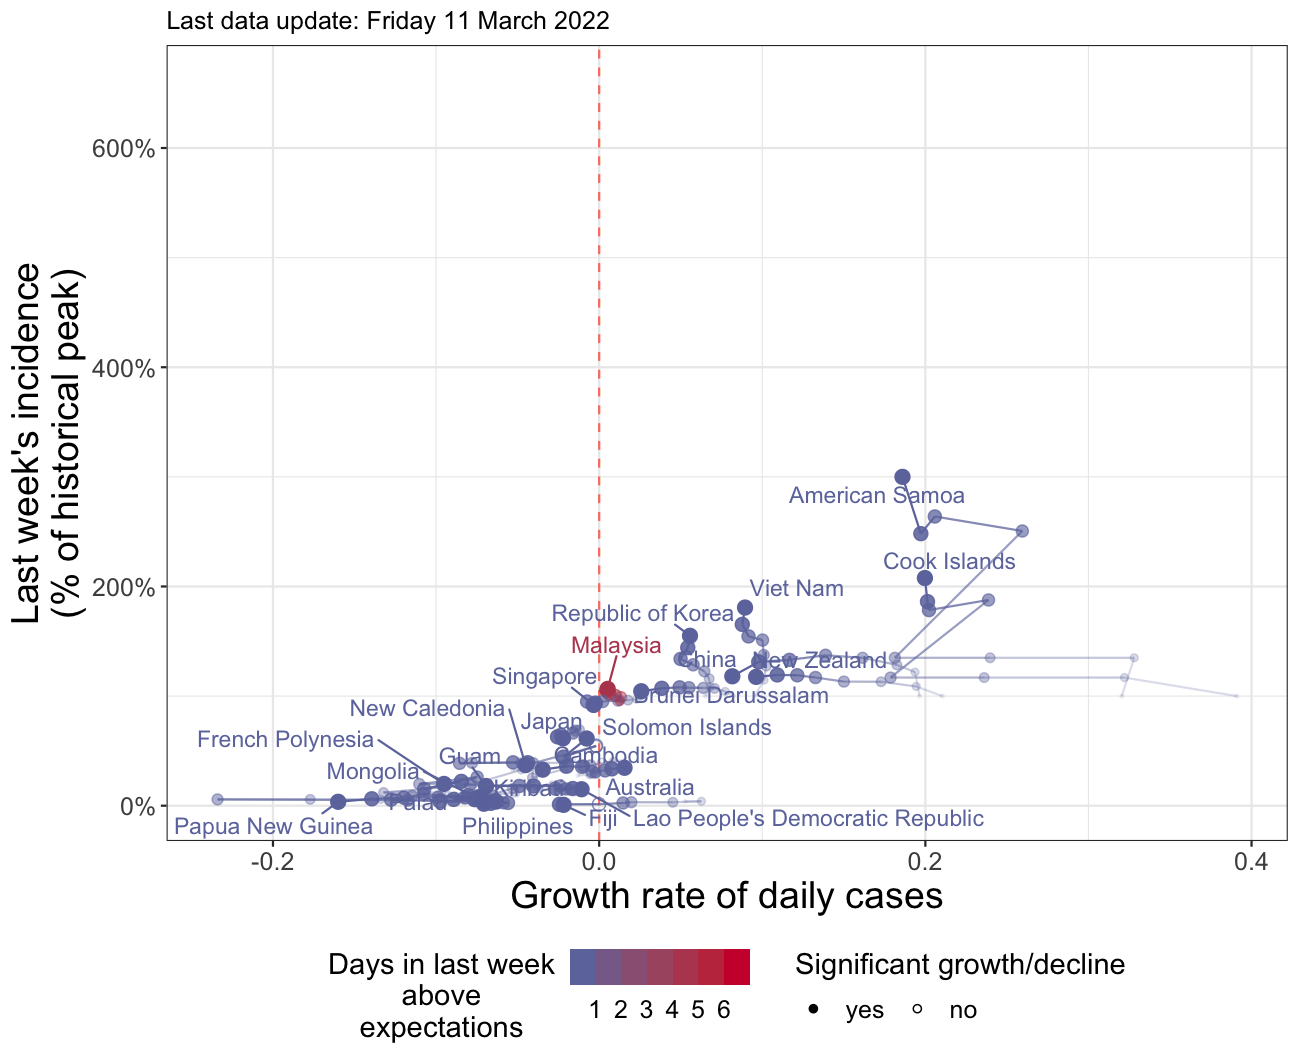 Last data update: Friday 11 March 2022
Last week's incidence
(% of historical peak)
600%
400%
200%
0%
American Samoa
Cook Islands
Viet Nam
Republic of Korea
Malaysia
China
New Zealand
Singapore
Brunei Darussalam
New Caledonia
Japan
Solomon Islands
French Polynesia
Guam
Cambodia
Mongolia
Kiribati
Australia
Palau
Fiji
Lao People's Democratic Republic
Papua New Guinea
Philippines
-0.2
0.0
0.2
0.4
Growth rate of daily cases
Days in last week
above
expectations
1 2 3 4 5 6
Significant growth/decline
yes
no